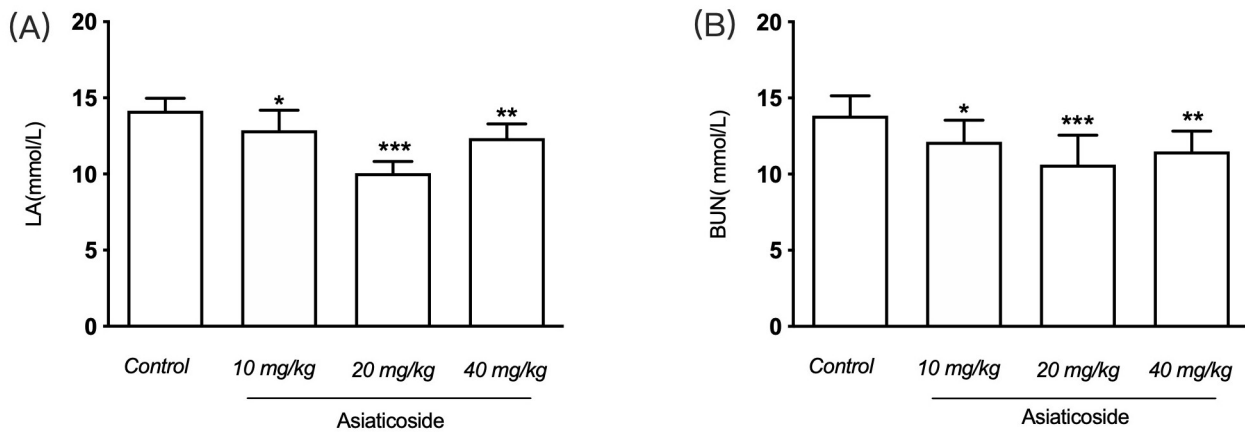 (A)
20
15
10
5
0
LA(mmol/L)
*
***
**
Control
10 mg/kg
20 mg/kg
40 mg/kg
Asiaticoside
(B)
20
15
10
5
0
BUN( mmol/L)
*
***
**
Control
10 mg/kg
20 mg/kg
40 mg/kg
Asiaticoside